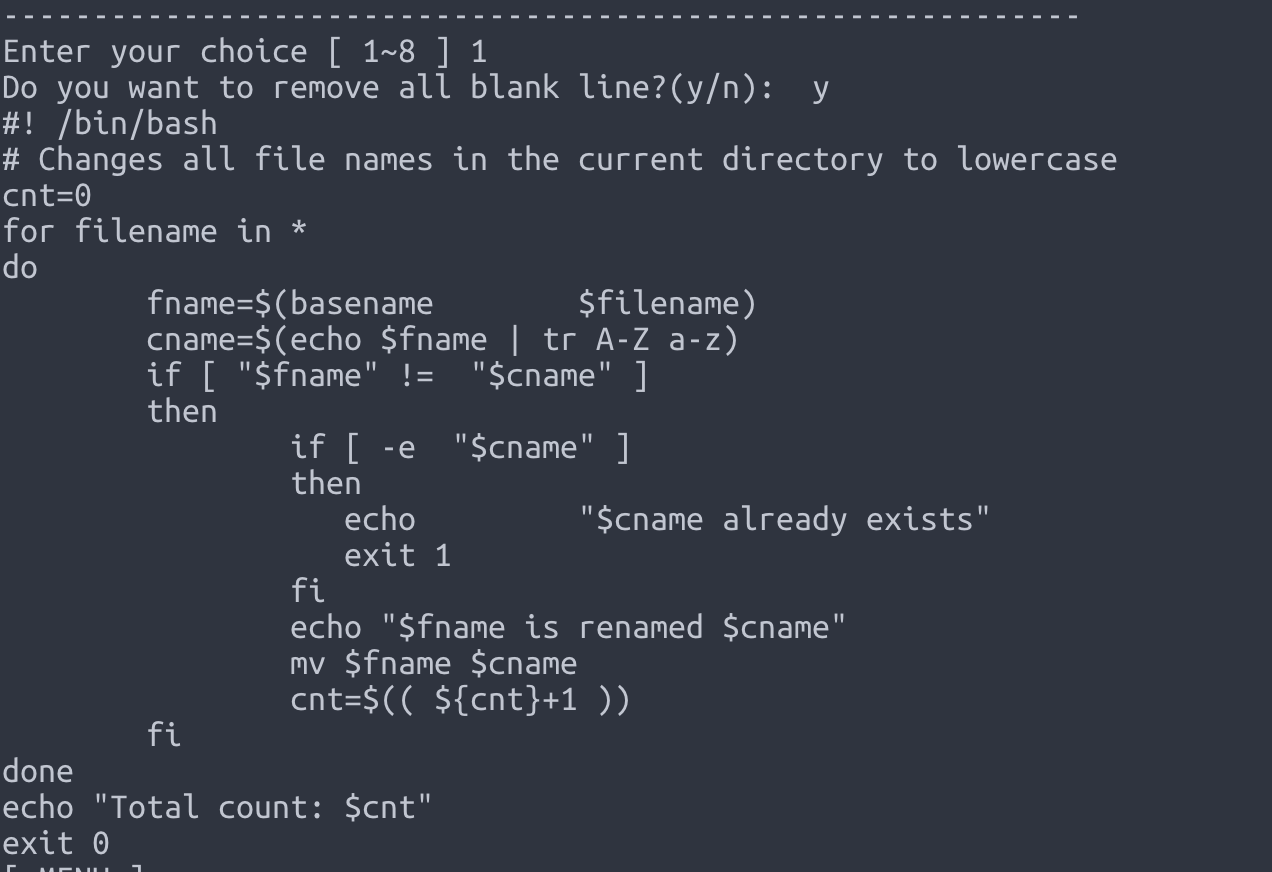 ------------------------------------------------------------
Enter your choice [ 1~8 ] 1
Do you want to remove all blank line?(y/n):  y
#! /bin/bash
# Changes all file names in the current directory to lowercase
cnt=0
for filename in *
do
        fname=$(basename        $filename)
        cname=$(echo $fname | tr A-Z a-z)
        if [ "$fname" !=  "$cname" ]
        then
                if [ -e  "$cname" ]
                then
                   echo         "$cname already exists"
                   exit 1
                fi
                echo "$fname is renamed $cname"
                mv $fname $cname
                cnt=$(( ${cnt}+1 ))
        fi
done
echo "Total count: $cnt"
exit 0
[ MENU ]